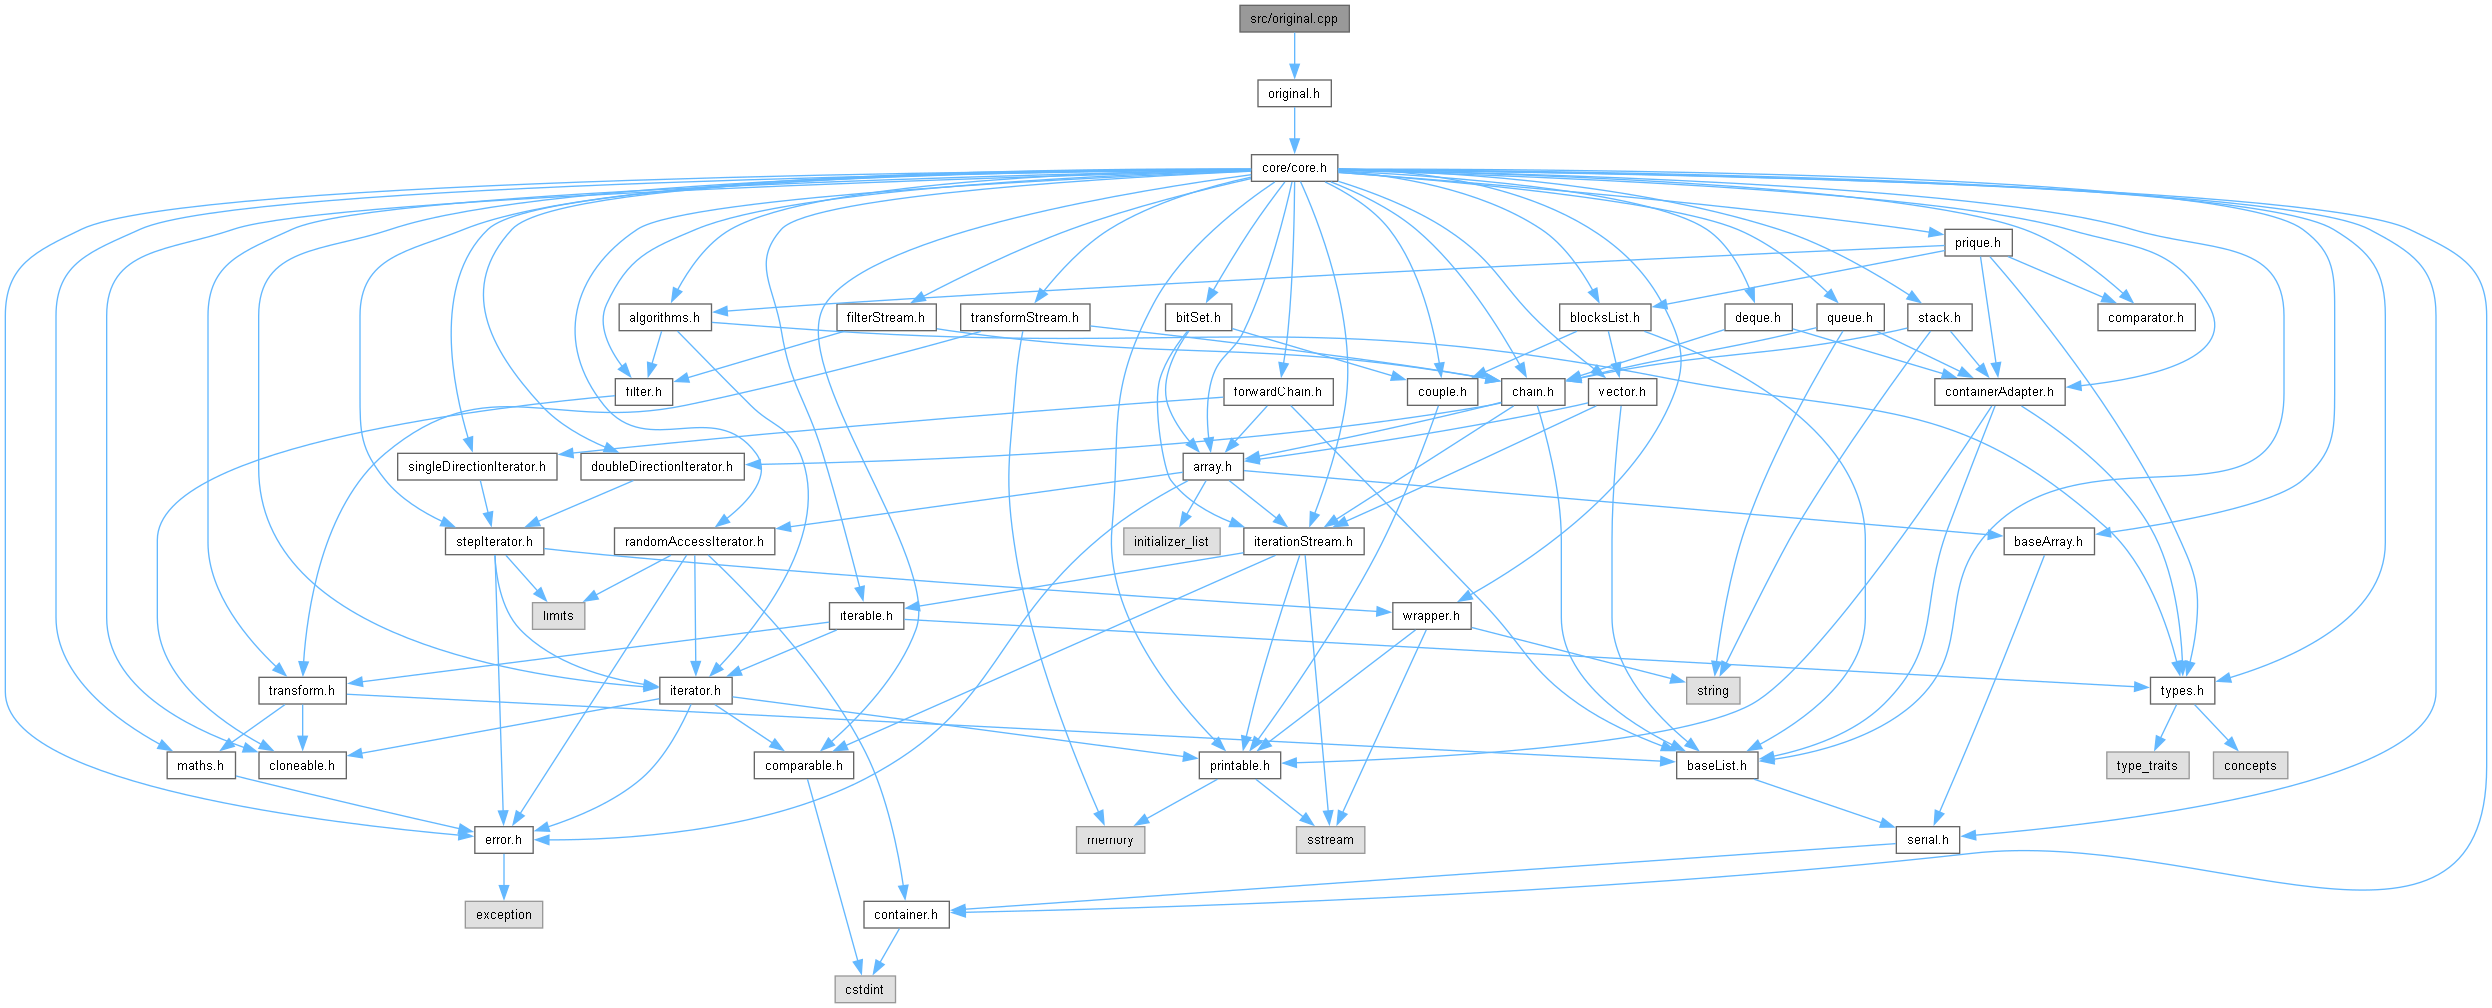 src/original.cpp
original.h
core/core.h
prique.h
algorithms.h
filterStream.h
transformStream.h
bitSet.h
blocksList.h
deque.h
queue.h
stack.h
comparator.h
filter.h
forwardChain.h
couple.h
chain.h
vector.h
containerAdapter.h
singleDirectionIterator.h
doubleDirectionIterator.h
array.h
stepIterator.h
randomAccessIterator.h
initializer_list
iterationStream.h
baseArray.h
limits
iterable.h
wrapper.h
transform.h
iterator.h
string
types.h
maths.h
cloneable.h
comparable.h
printable.h
baseList.h
type_traits
concepts
error.h
memory
sstream
serial.h
exception
container.h
cstdint